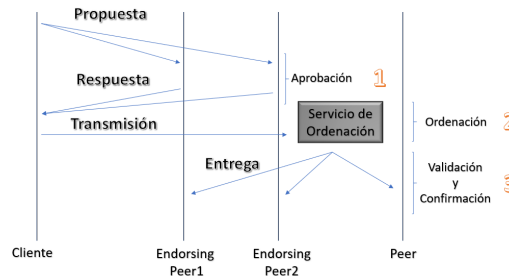 Propuesta
Respuesta
Aprobación
1
Servicio de
Ordenación
Transmisión
Ordenación
Entrega
Validación
y
Confirmación
Cliente
Endorsing
Peer1
Endorsing
Peer2
Peer